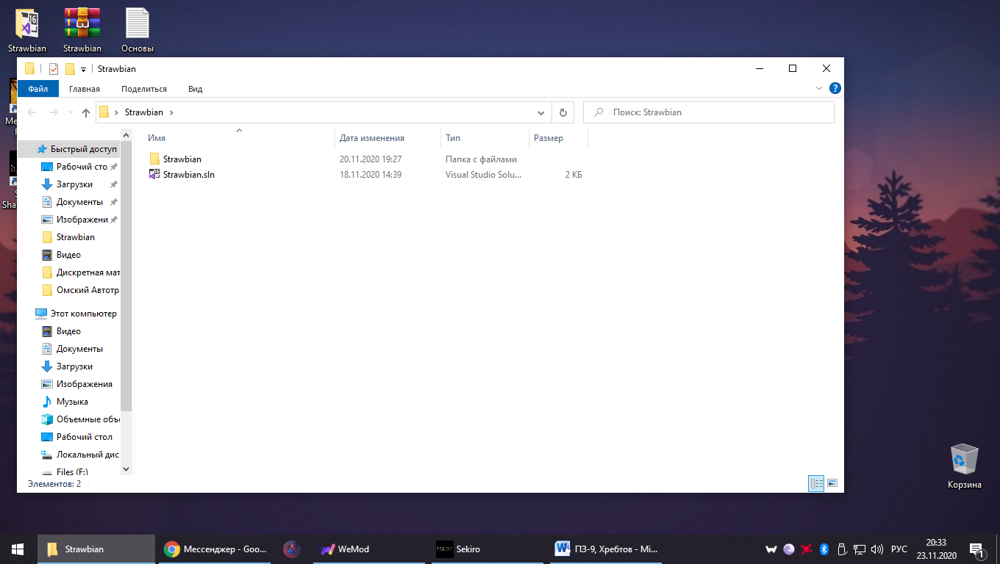 Strawbian
Strawbian
Основы
Strawbian
Файл
Главная
Поделиться
Вид
Strawbian
Поиск: Strawbian
Имя
Дата изменения
Тип
Размер
Strawbian
20.11.2020 19:27
Папка с файлами
Strawbian.sln
18.11.2020 14:39
Visual Studio Solu...
2 КБ
Быстрый доступ
Рабочий сто.
Загрузки
Документы
Изображени
Strawbian
Видео
Дискретная мат
Омский Автотр
Этот компьютер
Видео
Документы
Загрузки
Изображения
Музыка
Объемные объ
Рабочий стол
Локальный дис
Files (F:)
Элементов: 2
Me
Sha
Корзина
Strawbian
Мессенджер - Goo...
WeMod
Sekiro
ПЗ-9, Хребтов - Mi...
РУС
20:33
23.11.2020
1